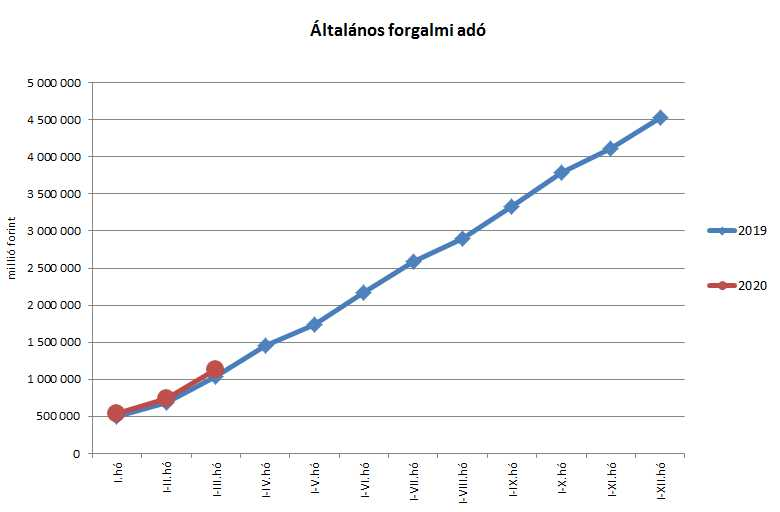 Általános forgalmi adó
5 000 000
4 500 000
4 000 000
3 500 000
3 000 000
2 500 000
2 000 000
1 500 000
1 000 000
500 000
0
millió forint
I.hó
I-II.hó
I-III.hó
I-IV.hó
I-V.hó
I-VI.hó
I-VII.hó
I-VIII.hó
I-IX.hó
I-X.hó
I-XI.hó
I-XII.hó
2019
2020